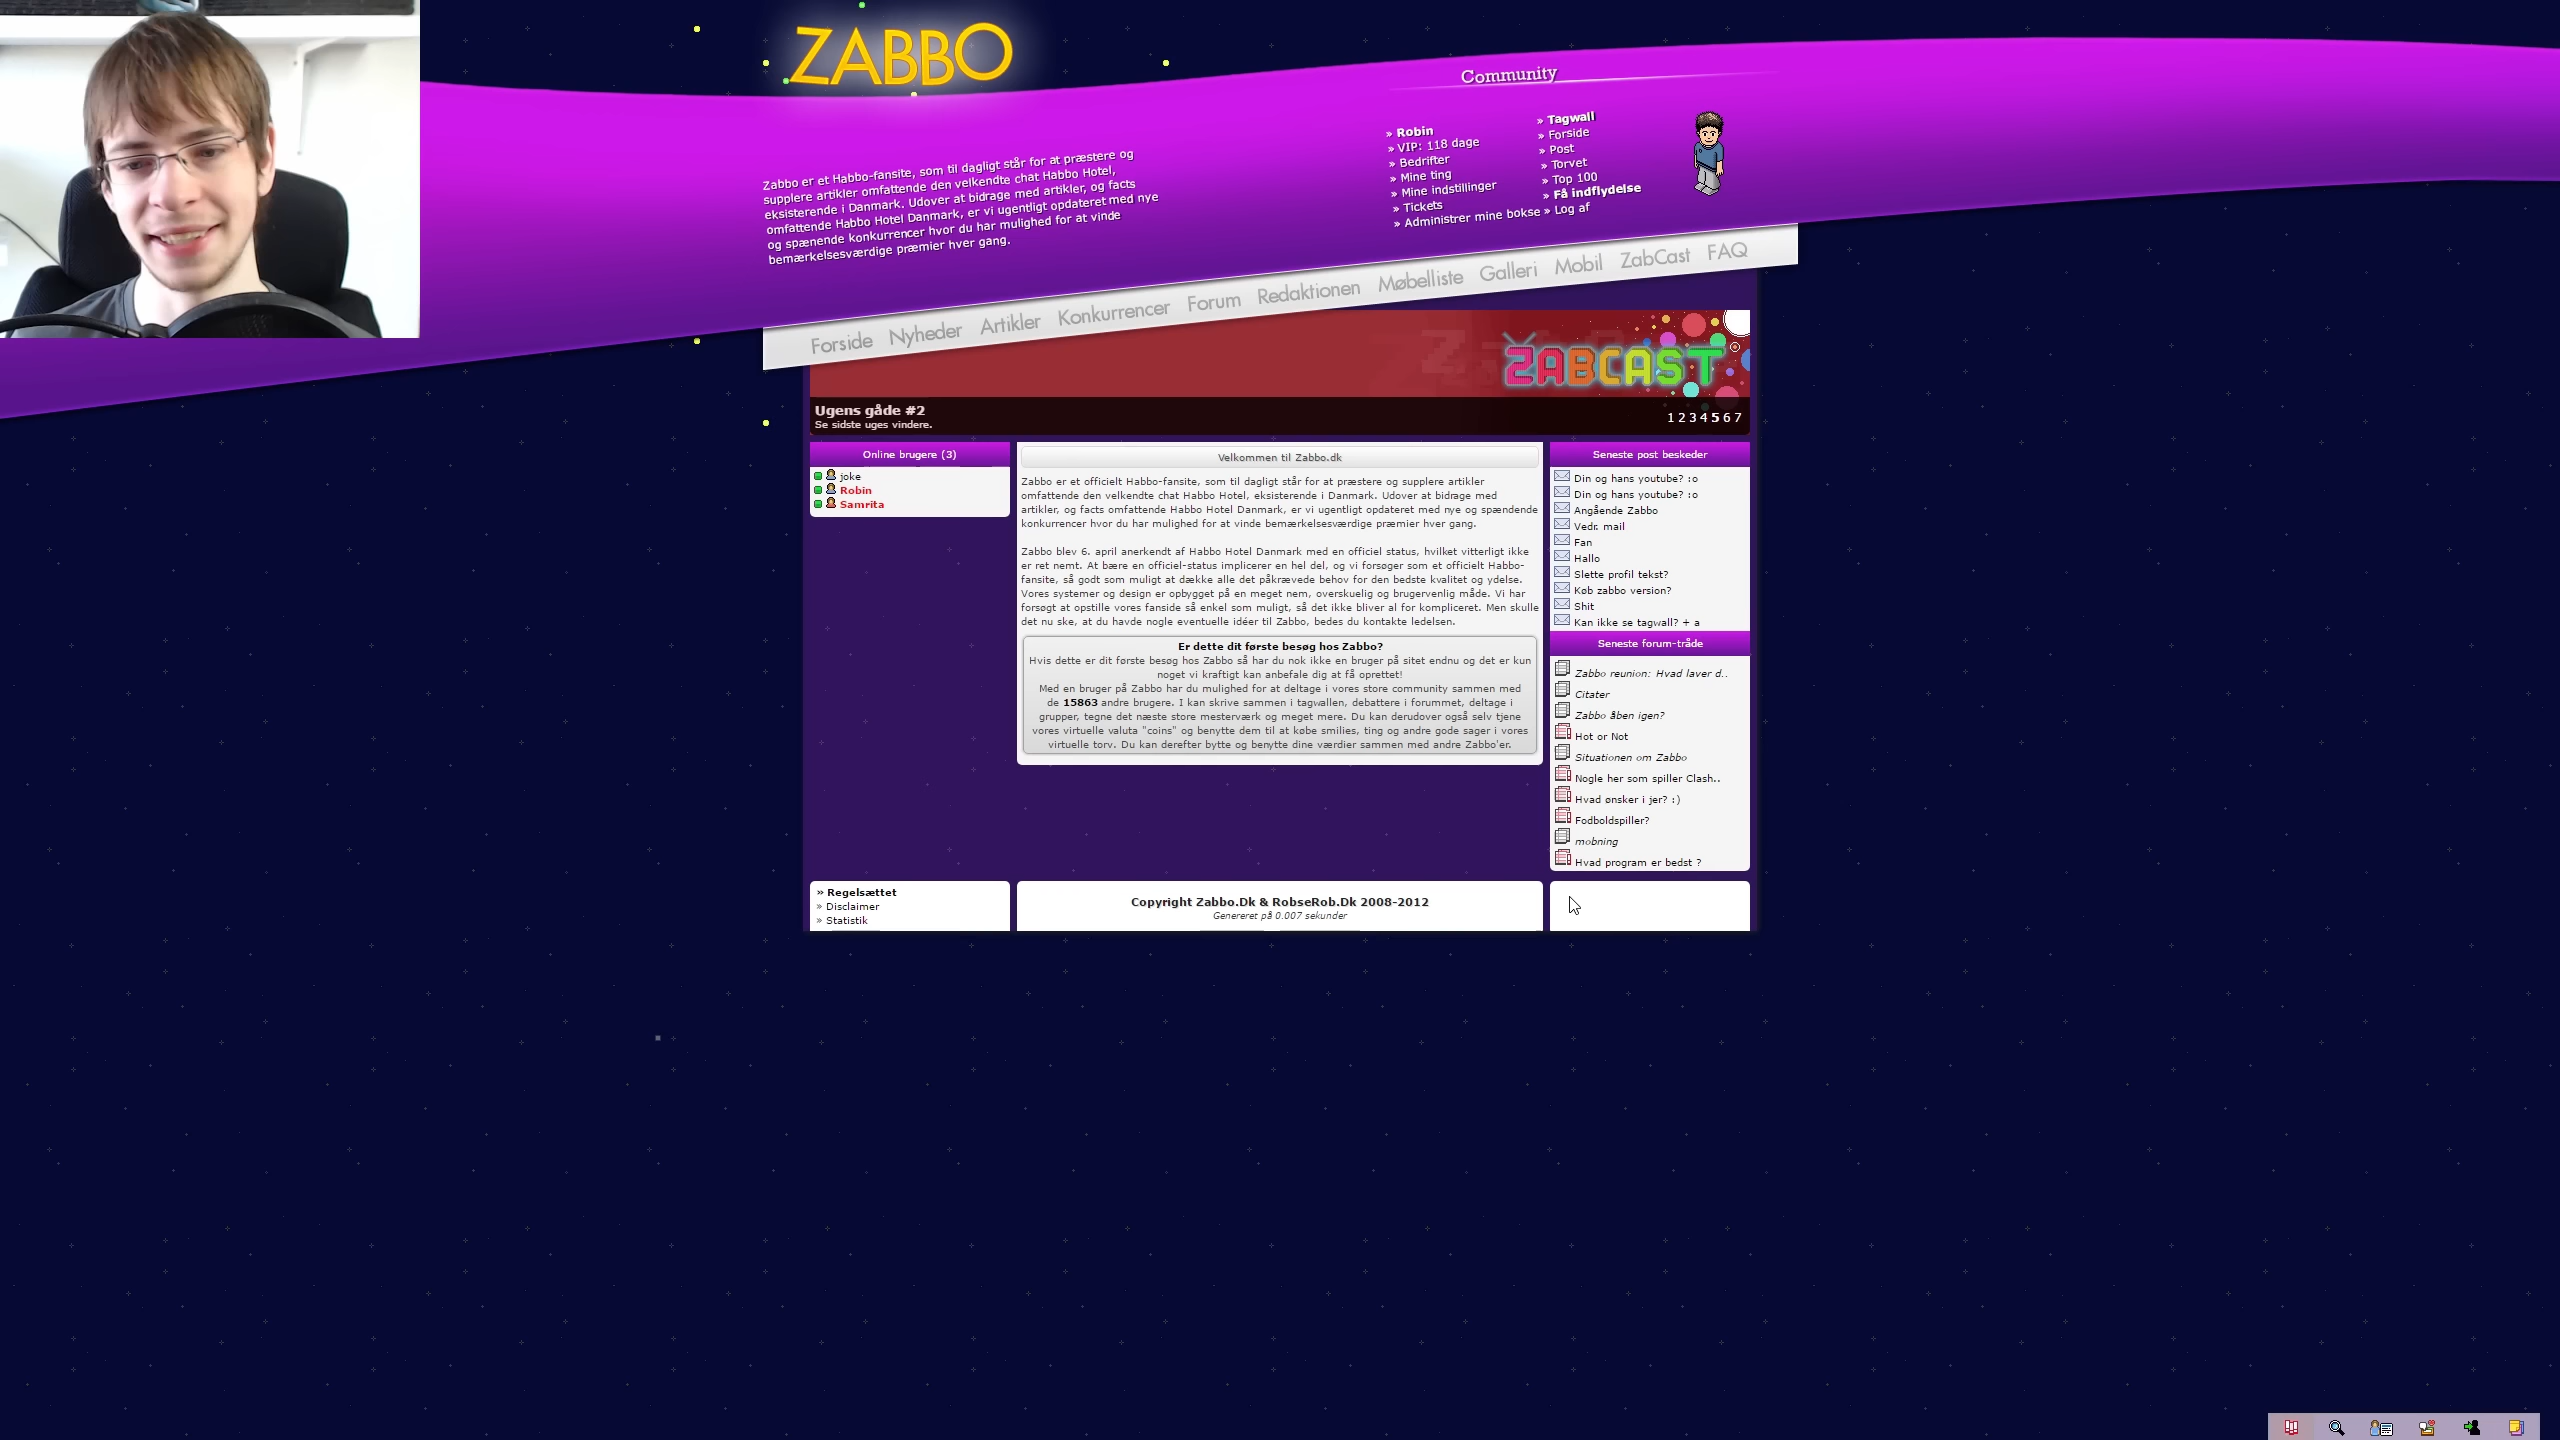 ZABBO
Community
Zabbo er et Habbo-fansite, som til dagligt står for at præstere og
supplere artikler omfattende den velkendte chat Habbo Hotel,
eksisterende i Danmark. Udover at bidrage med artikler, og facts
omfattende Habbo Hotel Danmark, er vi ugentligt opdateret med nye
og spænende konkurrencer hvor du har mulighed for at vinde
bemærkelsesværdige præmier hver gang.
» Robin
» VIP: 118 dage
» Bedrifter
» Mine ting
» Mine indstillinger
» Tickets
» Administrer mine bokse
» Tagwall
» Forside
» Post
» Torvet
» Top 100
» Få indflydelse
» Log af
Forside Nyheder Artikler Konkurrencer Forum Redaktionen Møbelliste Galleri Mobil ZabCast FAQ
ZABCAST
Ugens gåde #2
Se sidste uges vindere.
1 2 3 4 5 6 7
Online brugere (3)
joke
Robin
Samrita
Velkommen til Zabbo.dk
Zabbo er et officielt Habbo-fansite, som til dagligt står for at præstere og supplere artikler
omfattende den velkendte chat Habbo Hotel, eksisterende i Danmark. Udover at bidrage med
artikler, og facts omfattende Habbo Hotel Danmark, er vi ugentligt opdateret med nye og spændende
konkurrencer hvor du har mulighed for at vinde bemærkelsesværdige præmier hver gang.
Zabbo blev 6. april anerkendt af Habbo Hotel Danmark med en officiel status, hvilket vitterligt ikke
er ret nemt. At bære en officiel-status implicerer en hel del, og vi forsøger som et officielt Habbo-
fansite, så godt som muligt at dække alle det påkrævede behov for den bedste kvalitet og ydelse.
Vores systemer og design er opbygget på en meget nem, overskuelig og brugervenlig måde. Vi har
forsøgt at opstille vores fanside så enkel som muligt, så det ikke bliver al for kompliceret. Men skulle
det nu ske, at du havde nogle eventuelle idéer til Zabbo, bedes du kontakte ledelsen.
Er dette dit første besøg hos Zabbo?
Hvis dette er dit første besøg hos Zabbo så har du nok ikke en bruger på sitet endnu og det er kun
noget vi kraftigt kan anbefale dig at få oprettet!
Med en bruger på Zabbo har du mulighed for at deltage i vores store community sammen med
de 15863 andre brugere. I kan skrive sammen i tagwallen, debattere i forummet, deltage i
grupper, tegne det næste store mesterværk og meget mere. Du kan derudover også selv tjene
vores virtuelle valuta "coins" og benytte dem til at købe smilies, ting og andre gode sager i vores
virtuelle torv. Du kan derefter bytte og benytte dine værdier sammen med andre Zabbo'er.
Seneste post beskeder
Din og hans youtube? :o
Din og hans youtube? :o
Angående Zabbo
Vedr. mail
Fan
Hallo
Slette profil tekst?
Køb zabbo version?
Shit
Kan ikke se tagwall? + a
Seneste forum-tråde
Zabbo reunion: Hvad laver d..
Citater
Zabbo åben igen?
Hot or Not
Situationen om Zabbo
Nogle her som spiller Clash..
Hvad ønsker i jer? :)
Fodboldspiller?
mobning
Hvad program er bedst ?
» Regelsættet
» Disclaimer
» Statistik
Copyright Zabbo.Dk & RobseRob.Dk 2008-2012
Genereret på 0.007 sekunder